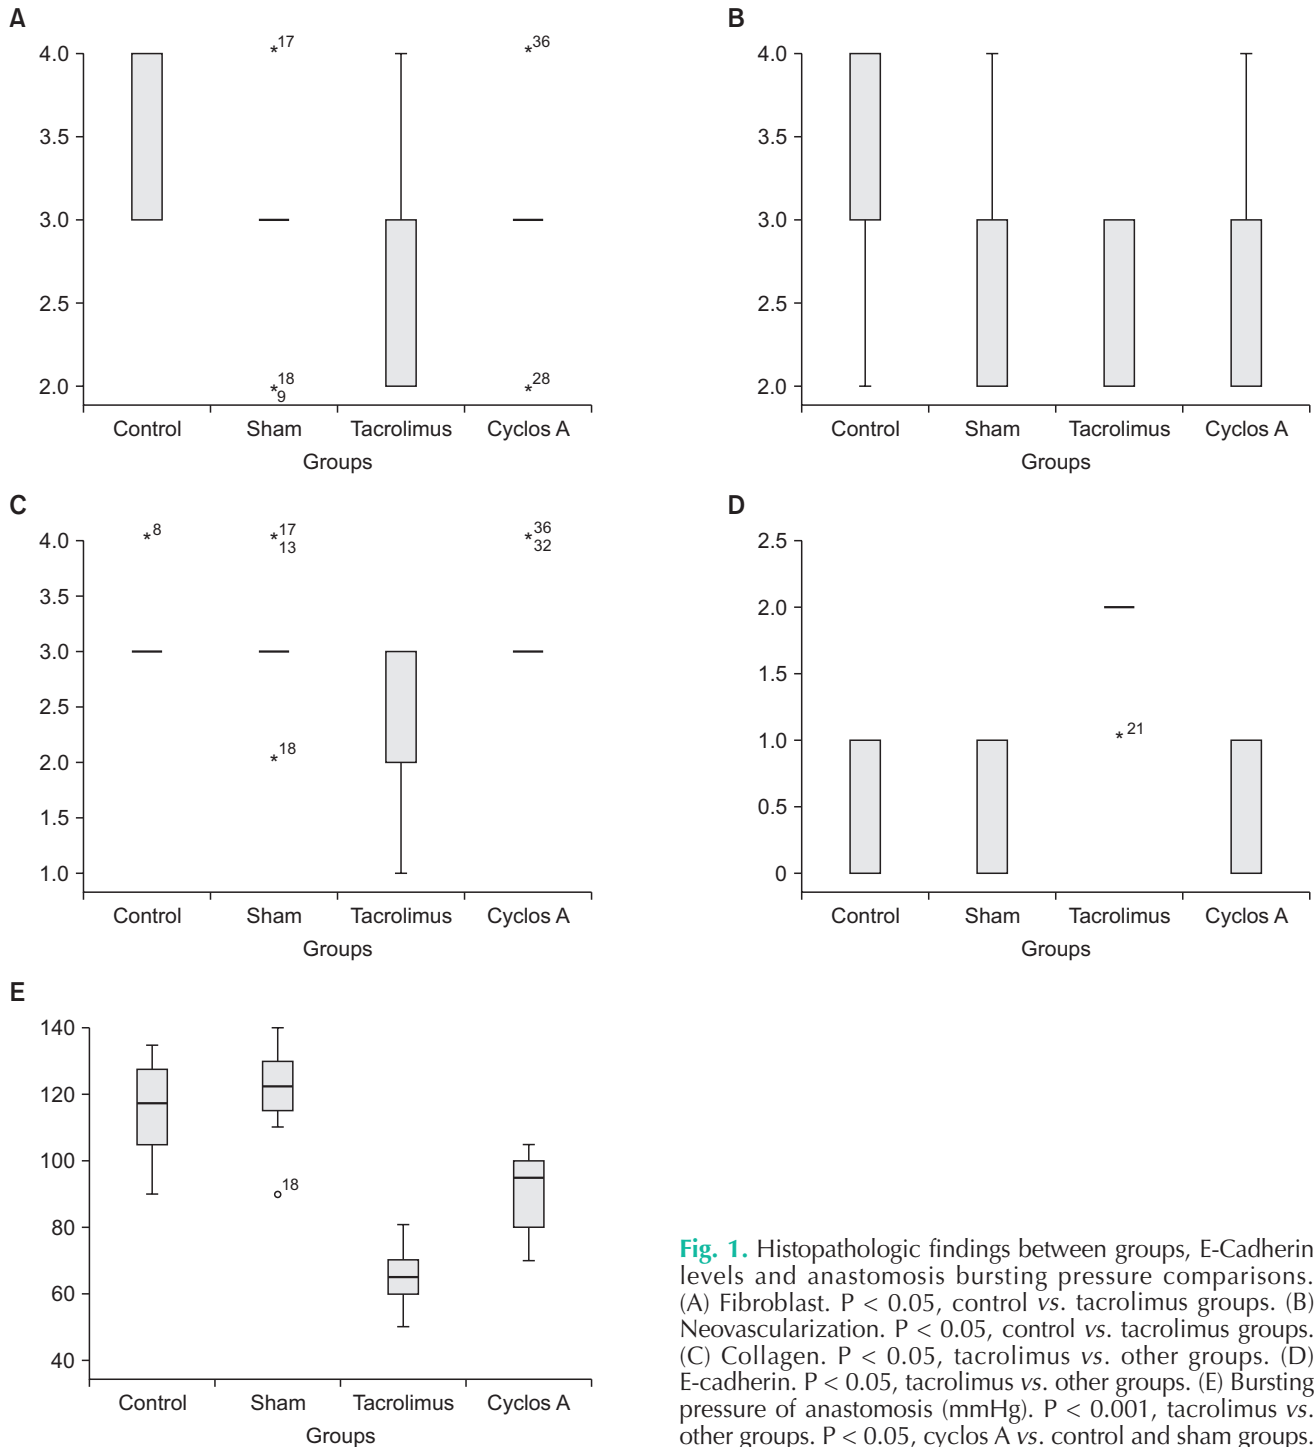 A
4.0
3.5
3.0
2.5
2.0
*17
*18
9
*36
*28
Control Sham Tacrolimus Cyclos A
Groups
B
4.0
3.5
3.0
2.5
2.0
Control Sham Tacrolimus Cyclos A
Groups
C
4.0
3.5
3.0
2.5
2.0
1.5
1.0
*8
*17
13
*18
*36
32
Control Sham Tacrolimus Cyclos A
Groups
D
2.5
2.0
1.5
1.0
0.5
0
*21
Control Sham Tacrolimus Cyclos A
Groups
E
140
120
100
80
60
40
18
Control Sham Tacrolimus Cyclos A
Groups
Fig. 1. Histopathologic findings between groups, E-Cadherin
levels and anastomosis bursting pressure comparisons.
(A) Fibroblast. P < 0.05, control vs. tacrolimus groups. (B)
Neovascularization. P < 0.05, control vs. tacrolimus groups.
(C) Collagen. P < 0.05, tacrolimus vs. other groups. (D)
E-cadherin. P < 0.05, tacrolimus vs. other groups. (E) Bursting
pressure of anastomosis (mmHg). P < 0.001, tacrolimus vs.
other groups. P < 0.05, cyclos A vs. control and sham groups.